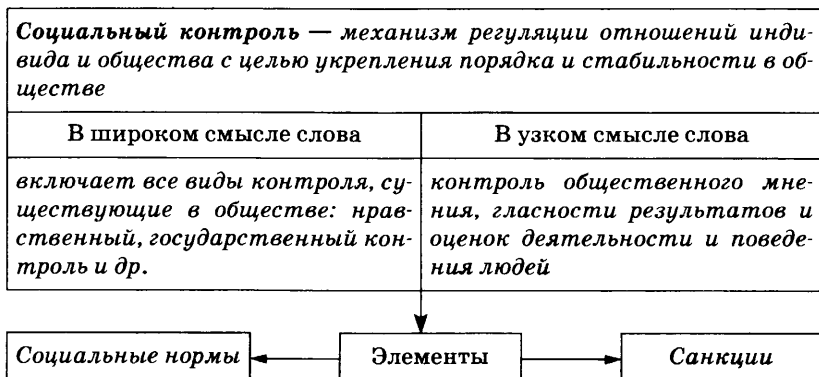 Социальный контроль — механизм регуляции отношений инди-
вида и общества с целью укрепления порядка и стабильности в об-
ществе
В широком смысле слова
В узком смысле слова
включает все виды контроля, су-
ществующие в обществе: нрав-
ственный, государственный кон-
троль и др.
контроль общественного мне-
ния, гласности результатов и
оценок деятельности и поведе-
ния людей
Социальные нормы
Элементы
Санкции